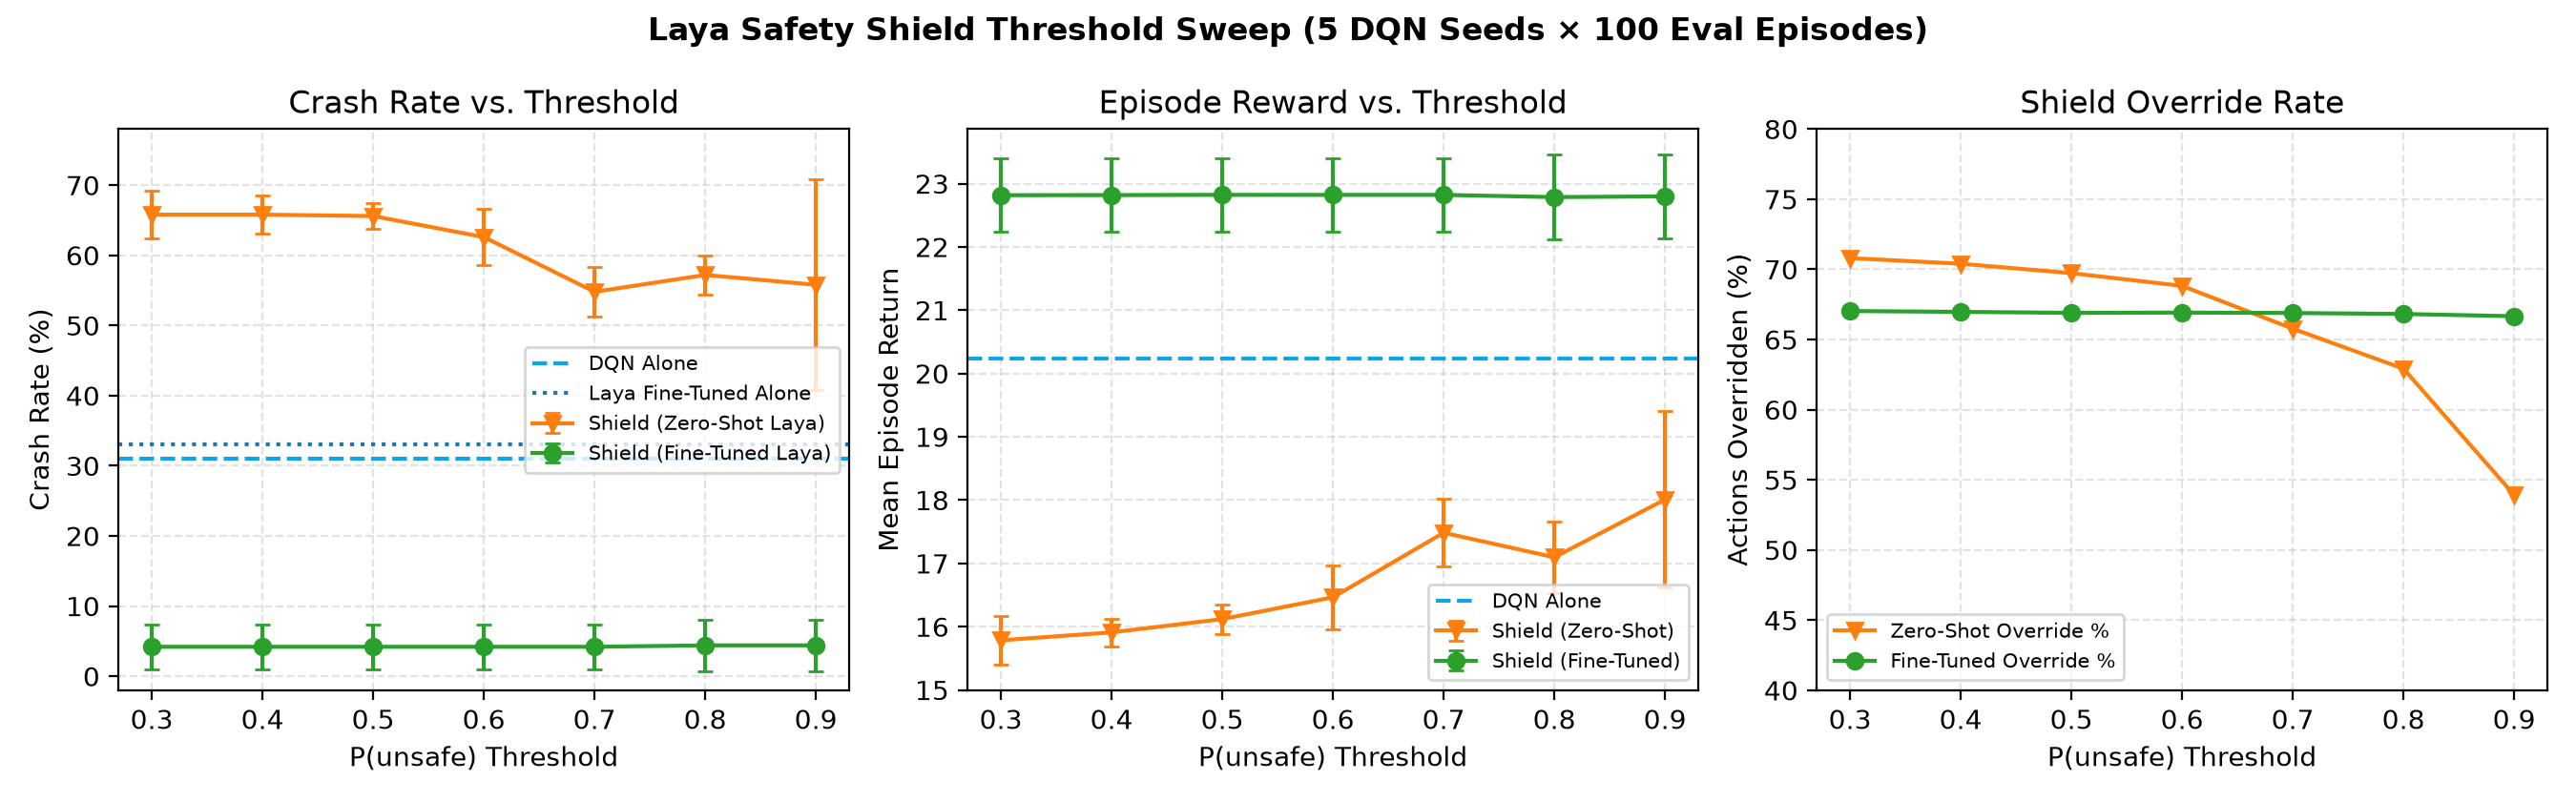 Laya Safety Shield Threshold Sweep (5 DQN Seeds × 100 Eval Episodes)
Crash Rate vs. Threshold
Crash Rate (%)
70
60
50
40
30
20
10
0
DQN Alone
Laya Fine-Tuned Alone
Shield (Zero-Shot Laya)
Shield (Fine-Tuned Laya)
0.3 0.4 0.5 0.6 0.7 0.8 0.9
P(unsafe) Threshold
Episode Reward vs. Threshold
Mean Episode Return
23
22
21
20
19
18
17
16
15
DQN Alone
Shield (Zero-Shot)
Shield (Fine-Tuned)
0.3 0.4 0.5 0.6 0.7 0.8 0.9
P(unsafe) Threshold
Shield Override Rate
Actions Overridden (%)
80
75
70
65
60
55
50
45
40
Zero-Shot Override %
Fine-Tuned Override %
0.3 0.4 0.5 0.6 0.7 0.8 0.9
P(unsafe) Threshold